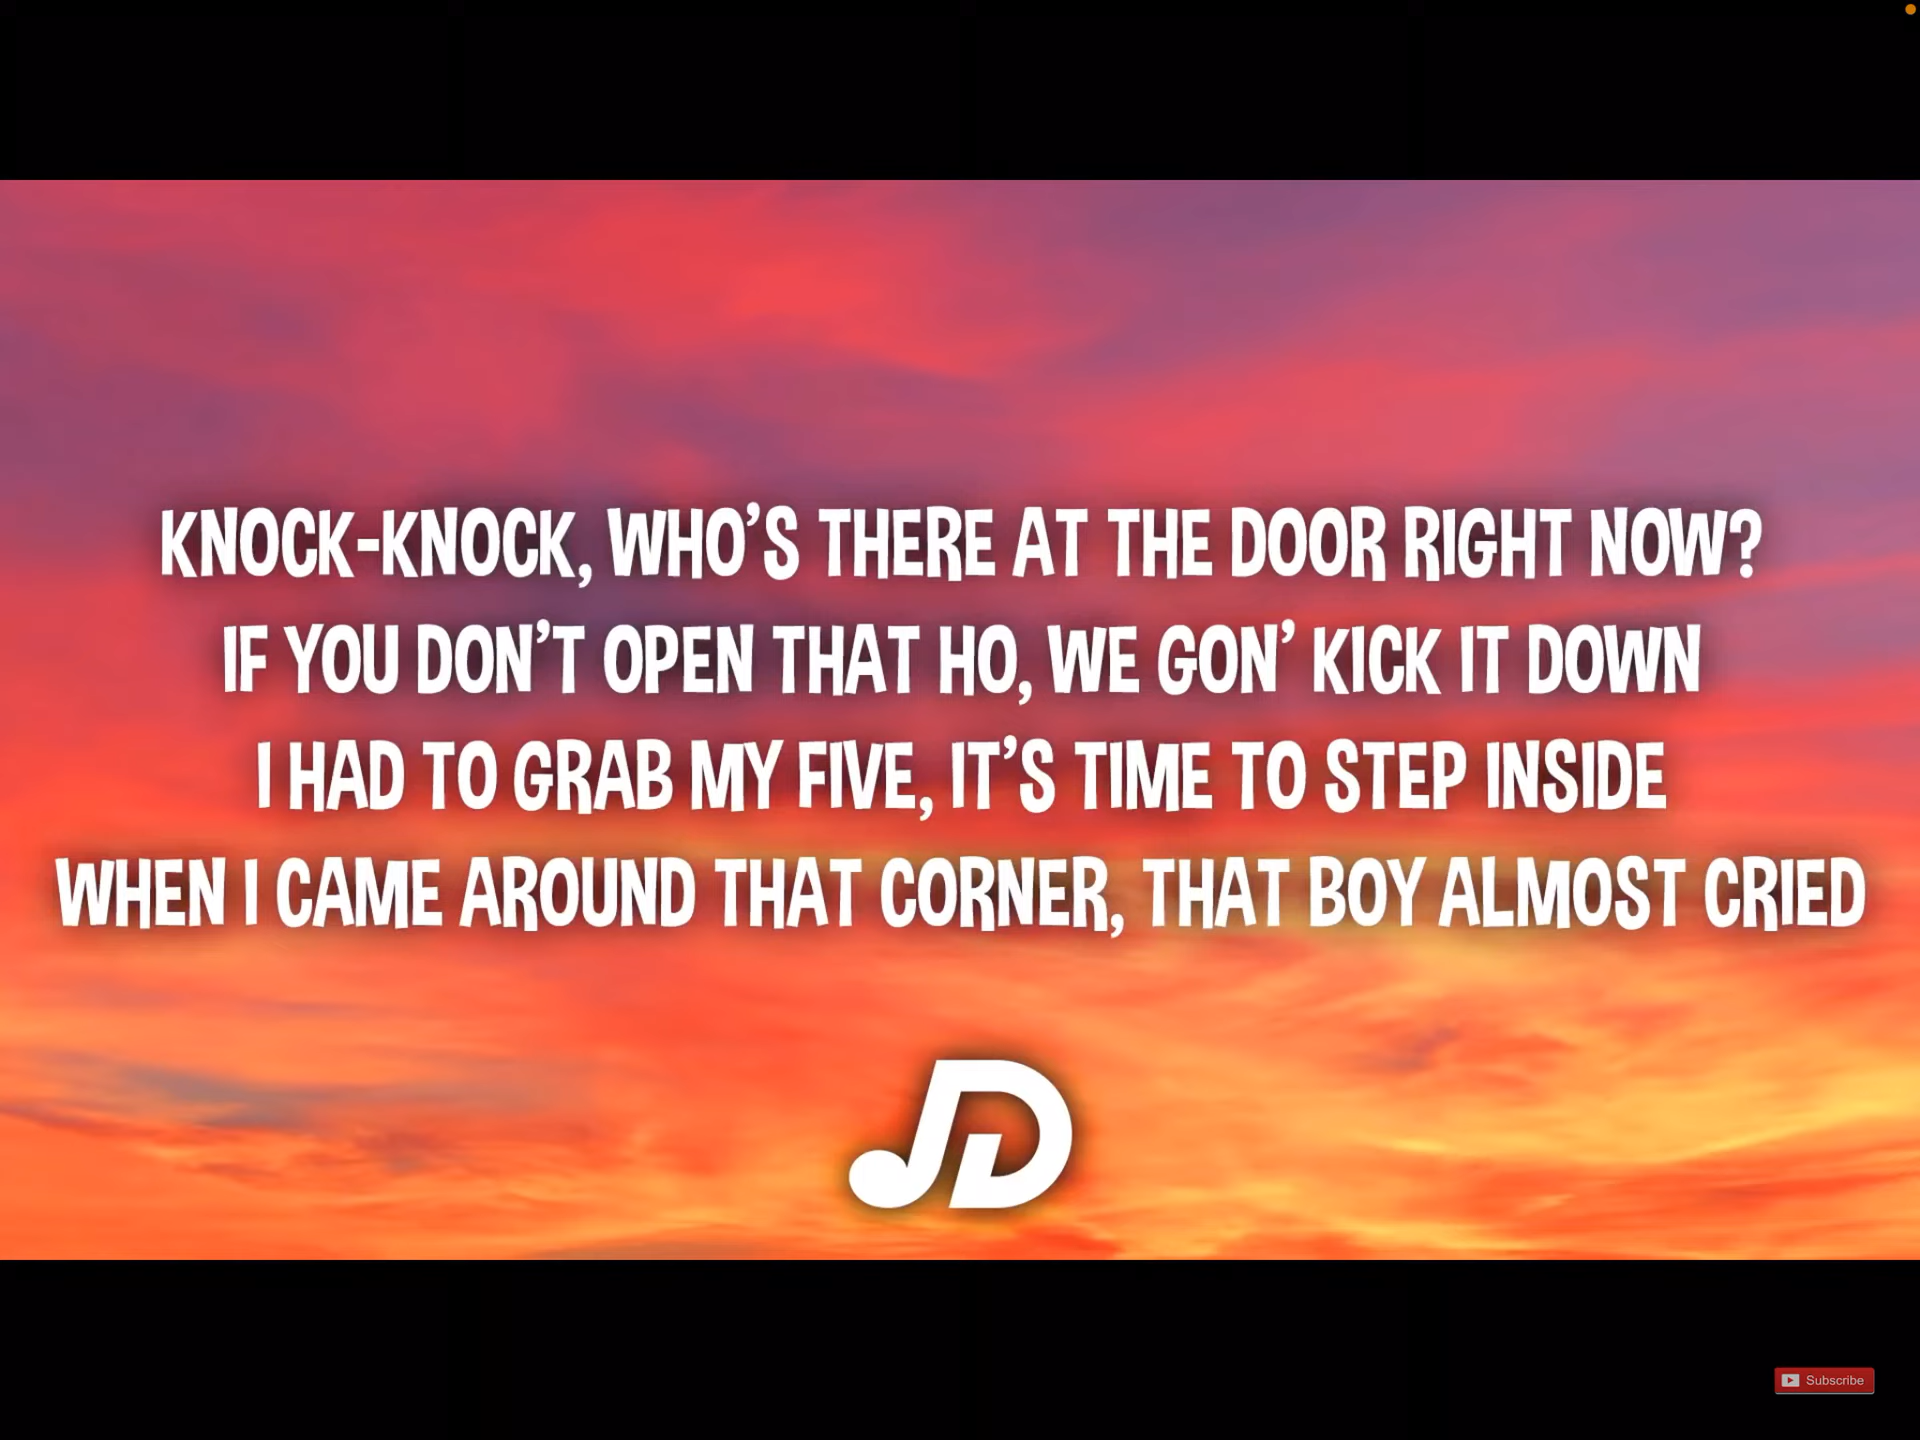 KNOCK-KNOCK, WHO'S THERE AT THE DOOR RIGHT NOW?
IF YOU DON'T OPEN THAT HO, WE GON' KICK IT DOWN
I HAD TO GRAB MY FIVE, IT'S TIME TO STEP INSIDE
WHEN I CAME AROUND THAT CORNER, THAT BOY ALMOST CRIED
JD
Subscribe